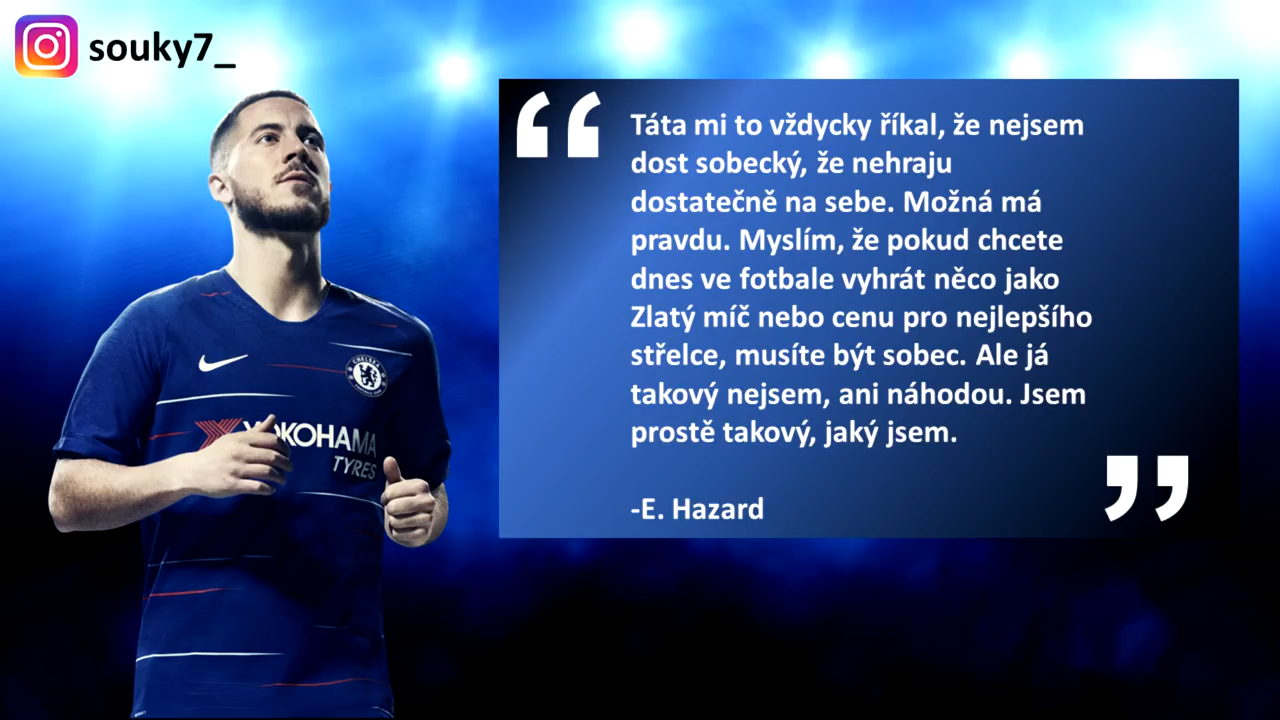 souky7_
Táta mi to vždycky říkal, že nejsem
dost sobecký, že nehraju
dostatečně na sebe. Možná má
pravdu. Myslím, že pokud chcete
dnes ve fotbale vyhrát něco jako
Zlatý míč nebo cenu pro nejlepšího
střelce, musíte být sobec. Ale já
takový nejsem, ani náhodou. Jsem
prostě takový, jaký jsem.
-E. Hazard
CHELSEA
YOKOHAMA
TYRES